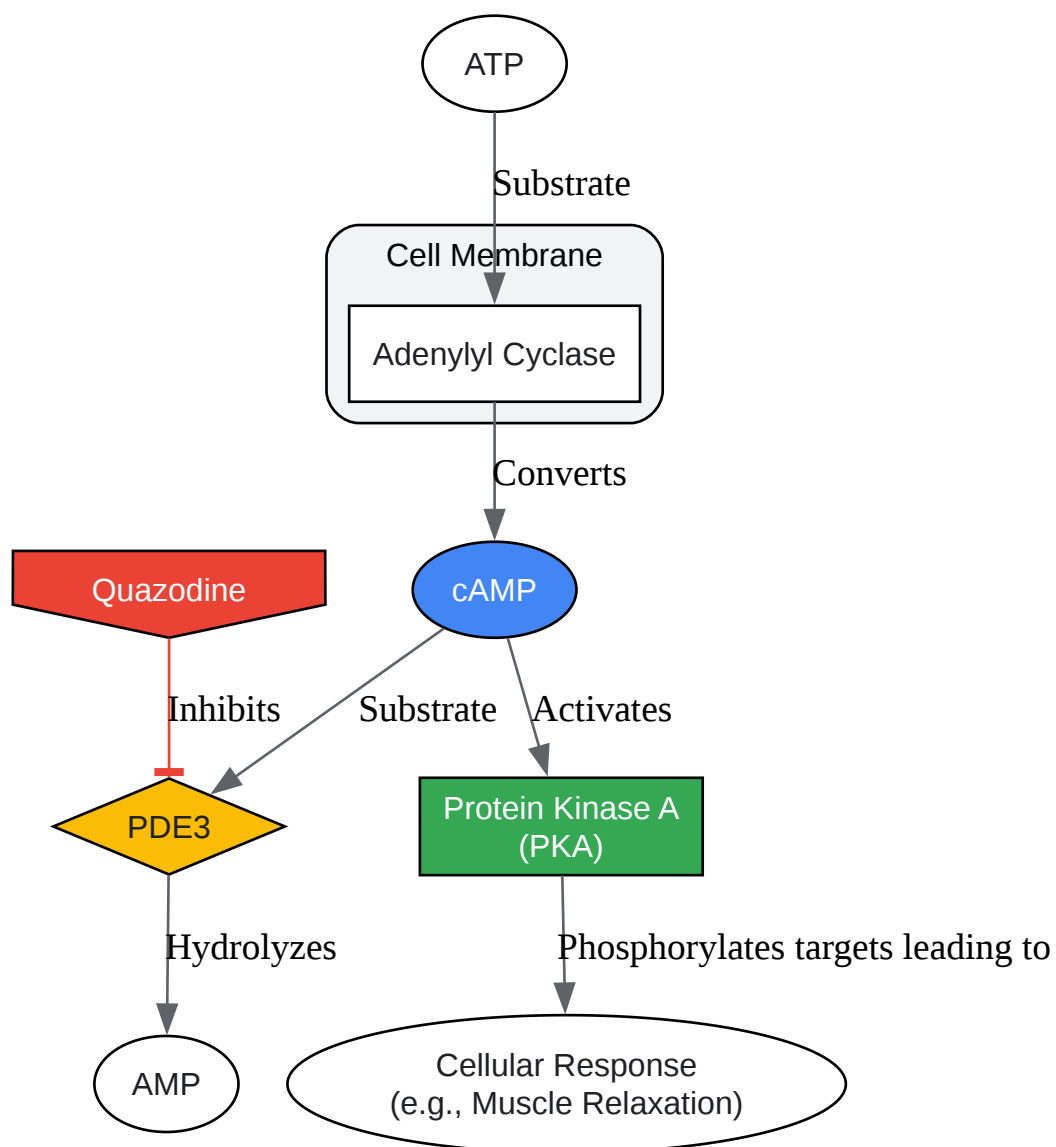 ATP
Substrate
Cell Membrane
Adenylyl Cyclase
Converts
Quazodine
cAMP
Inhibits
Substrate
Activates
PDE3
Protein Kinase A
(PKA)
Hydrolyzes
Phosphorylates targets leading to
AMP
Cellular Response
(e.g., Muscle Relaxation)